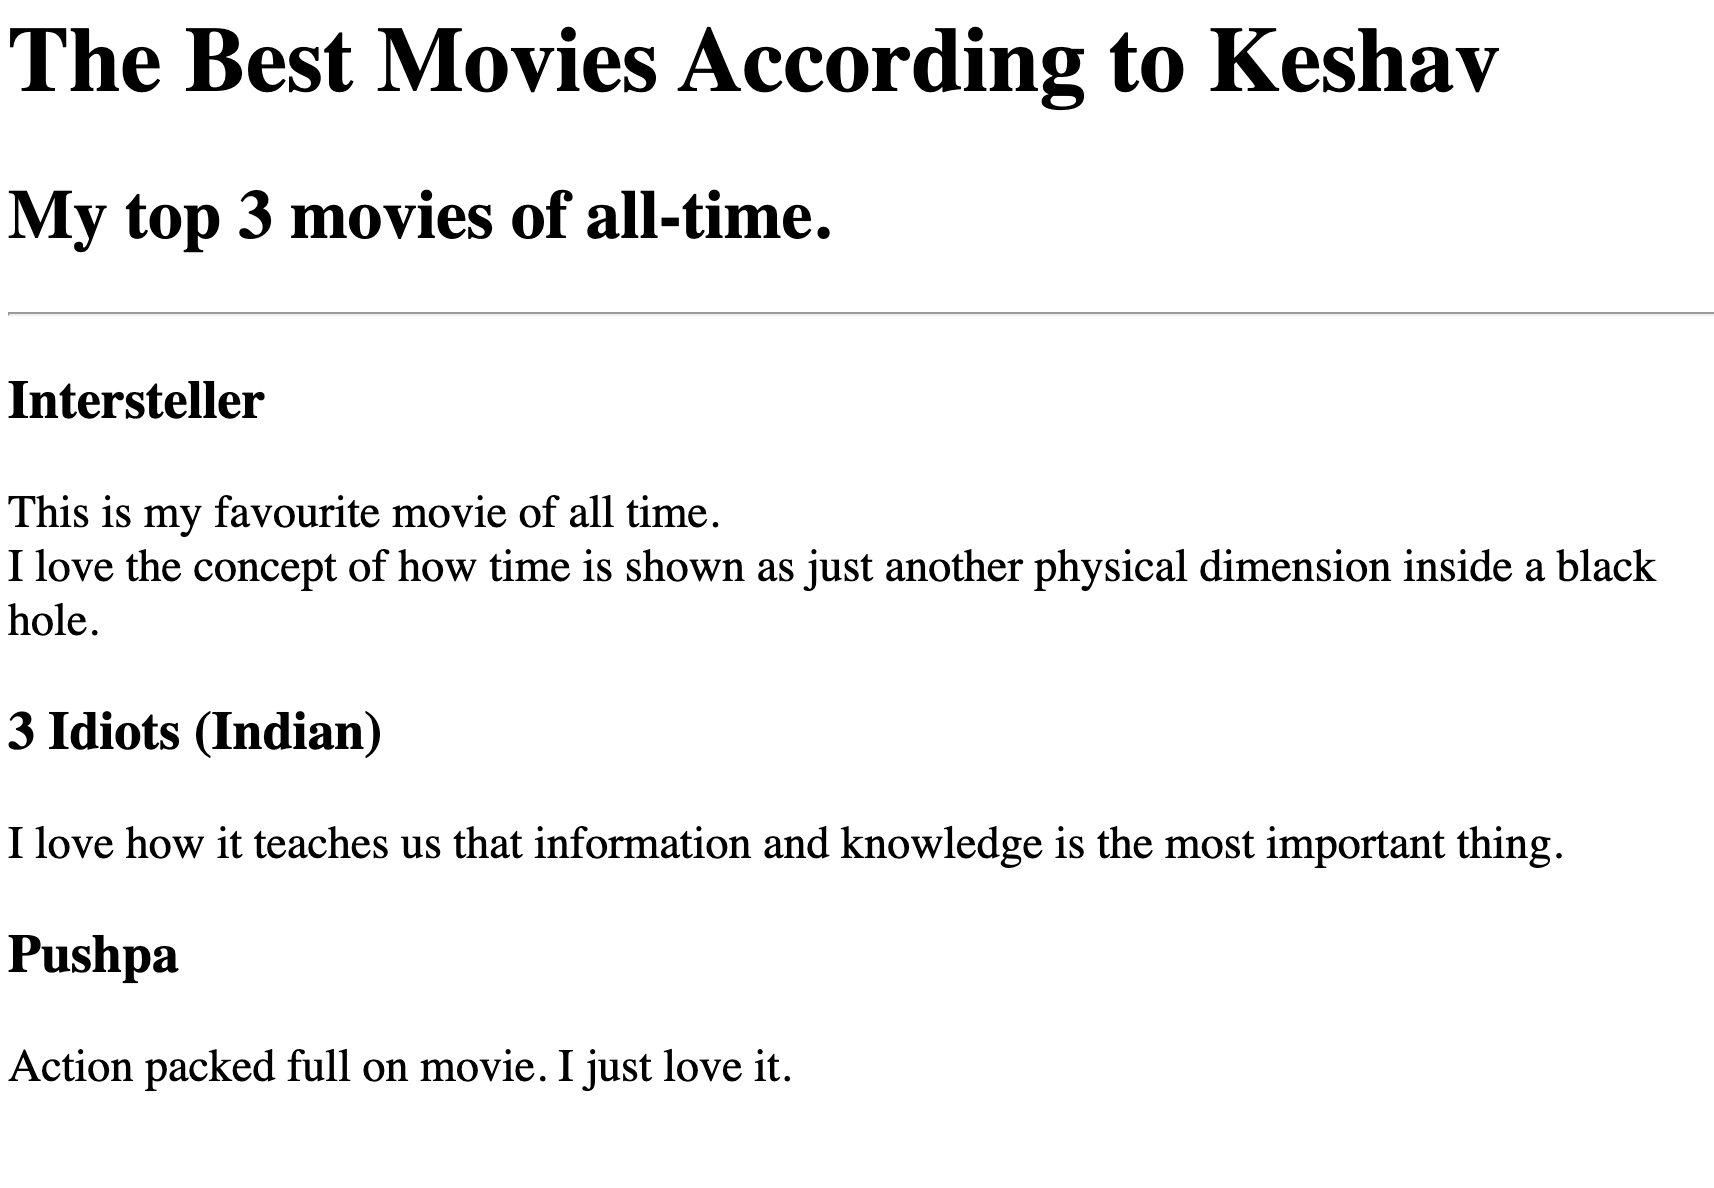 The Best Movies According to Keshav
My top 3 movies of all-time.
Intersteller
This is my favourite movie of all time.
I love the concept of how time is shown as just another physical dimension inside a black
hole.
3 Idiots (Indian)
I love how it teaches us that information and knowledge is the most important thing.
Pushpa
Action packed full on movie. I just love it.